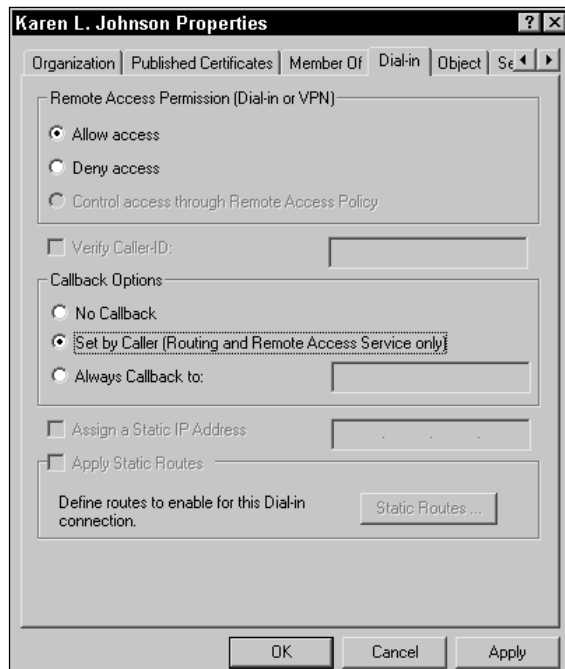 Karen L. Johnson Properties
Organization Published Certificates Member Of Dial-in Object
Remote Access Permission (Dial-in or VPN)
Allow access
Deny access
Control access through Remote Access Policy
Verify Caller-ID:
Callback Options
No Callback
Set by Caller (Routing and Remote Access Service only)
Always Callback to:
Assign a Static IP Address
Apply Static Routes
Define routes to enable for this Dial-in
connection.
Static Routes ...
OK Cancel Apply